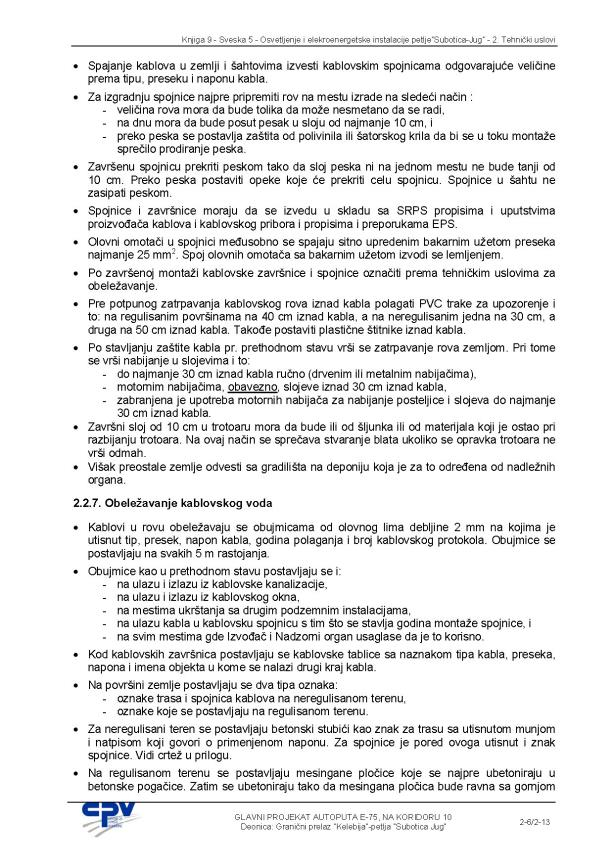 Knjiga 9 - Sveska 5 - Osvetljenje i elekroenergetske instalacije petlje"Subotica-Jug" - 2. Tehnički uslovi
• Spajanje kablova u zemlji i šahtovima izvesti kablovskim spojnicama odgovarajuće veličine
prema tipu, preseku i naponu kabla.
• Za izgradnju spojnice najpre pripremiti rov na mestu izrade na sledeći način :
- veličina rova mora da bude tolika da može nesmetano da se radi,
- na dnu mora da bude posut pesak u sloju od najmanje 10 cm, i
- preko peska se postavlja zaštita od polivinila ili šatorskog krila da bi se u toku montaže
sprečilo prodiranje peska.
• Završenu spojnicu prekriti peskom tako da sloj peska ni na jednom mestu ne bude tanji od
10 cm. Preko peska postaviti opeke koje će prekriti celu spojnicu. Spojnice u šahtu ne
zasipati peskom.
• Spojnice i završnice moraju da se izvedu u skladu sa SRPS propisima i uputstvima
proizvođača kablova i kablovskog pribora i propisima i preporukama EPS.
• Olovni omotači u spojnici međusobno se spajaju sitno upredenim bakarnim užetom preseka
najmanje 25 mm². Spoj olovnih omotača sa bakarnim užetom izvodi se lemljenjem.
• Po završenoj montaži kablovske završnice i spojnice označiti prema tehničkim uslovima za
obeležavanje.
• Pre potpunog zatrpavanja kablovskog rova iznad kabla polagati PVC trake za upozorenje i
to: na regulisanim površinama na 40 cm iznad kabla, a na neregulisanim jedna na 30 cm, a
druga na 50 cm iznad kabla. Takođe postaviti plastične štitnike iznad kabla.
• Po stavljanju zaštite kabla pr. prethodnom stavu vrši se zatrpavanje rova zemljom. Pri tome
se vrši nabijanje u slojevima i to:
- do najmanje 30 cm iznad kabla ručno (drvenim ili metalnim nabijačima),
- motornim nabijačima, obavezno, slojeve iznad 30 cm iznad kabla,
- zabranjena je upotreba motornih nabijača za nabijanje posteljice i slojeva do najmanje
30 cm iznad kabla.
• Završni sloj od 10 cm u trotoaru mora da bude ili od šljunka ili od materijala koji je ostao pri
razbijanju trotoara. Na ovaj način se sprečava stvaranje blata ukoliko se opravka trotoara ne
vrši odmah.
• Višak preostale zemlje odvesti sa gradilišta na deponiju koja je za to određena od nadležnih
organa.
2.2.7. Obeležavanje kablovskog voda
• Kablovi u rovu obeležavaju se obujmicama od olovnog lima debljine 2 mm na kojima je
utisnut tip, presek, napon kabla, godina polaganja i broj kablovskog protokola. Obujmice se
postavljaju na svakih 5 m rastojanja.
• Obujmice kao u prethodnom stavu postavljaju se i:
- na ulazu i izlazu iz kablovske kanalizacije,
- na ulazu i izlazu iz kablovskog okna,
- na mestima ukrštanja sa drugim podzemnim instalacijama,
- na ulazu kabla u kablovsku spojnicu s tim što se stavlja godina montaže spojnice, i
- na svim mestima gde Izvođač i Nadzorni organ usaglase da je to korisno.
• Kod kablovskih završnica postavljaju se kablovske tablice sa naznakom tipa kabla, preseka,
napona i imena objekta u kome se nalazi drugi kraj kabla.
• Na površini zemlje postavljaju se dva tipa oznaka:
- oznake trasa i spojnica kablova na neregulisanom terenu,
- oznake koje se postavljaju na regulisanom terenu.
• Za neregulisani teren se postavljaju betonski stubići kao znak za trasu sa utisnutom munjom
i natpisom koji govori o primenjenom naponu. Za spojnice je pored ovoga utisnut i znak
spojnice. Vidi crtež u prilogu.
• Na regulisanom terenu se postavljaju mesingane pločice koje se najpre ubetoniraju u
betonske pogačice. Zatim se ubetoniraju tako da mesingana pločica bude ravna sa gornjom
CPV
GLAVNI PROJEKAT AUTOPUTA E-75, NA KORIDORU 10
Deonica: Granični prelaz "Kelebija"-petlja "Subotica Jug"
2-6/2-13